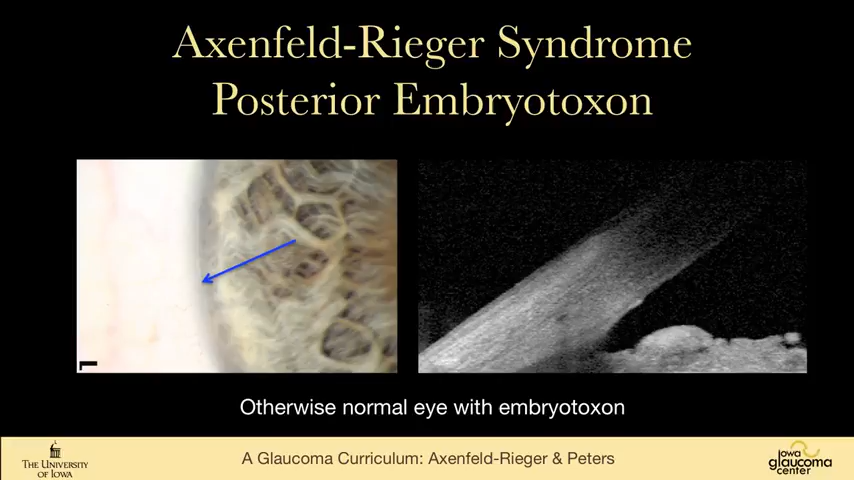 Axenfeld-Rieger Syndrome
Posterior Embryotoxon
Otherwise normal eye with embryotoxon
THE UNIVERSITY
OF IOWA
A Glaucoma Curriculum: Axenfeld-Rieger & Peters
iowa
glaucoma
center